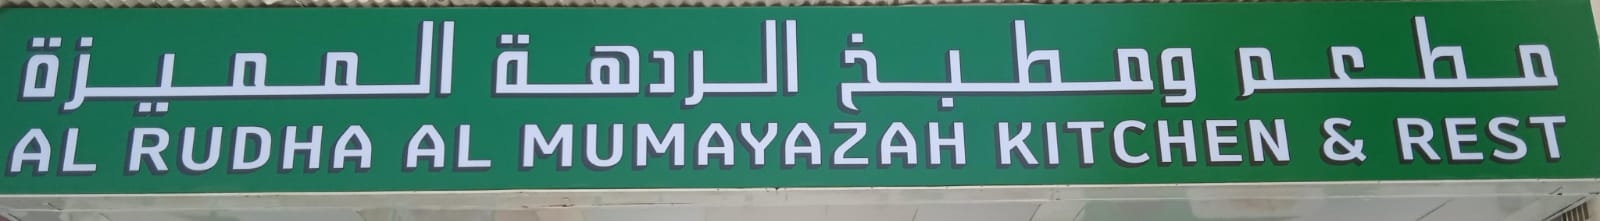 مطعم ومطبخ الردهة المميزة
AL RUDHA AL MUMAYAZAH KITCHEN & REST